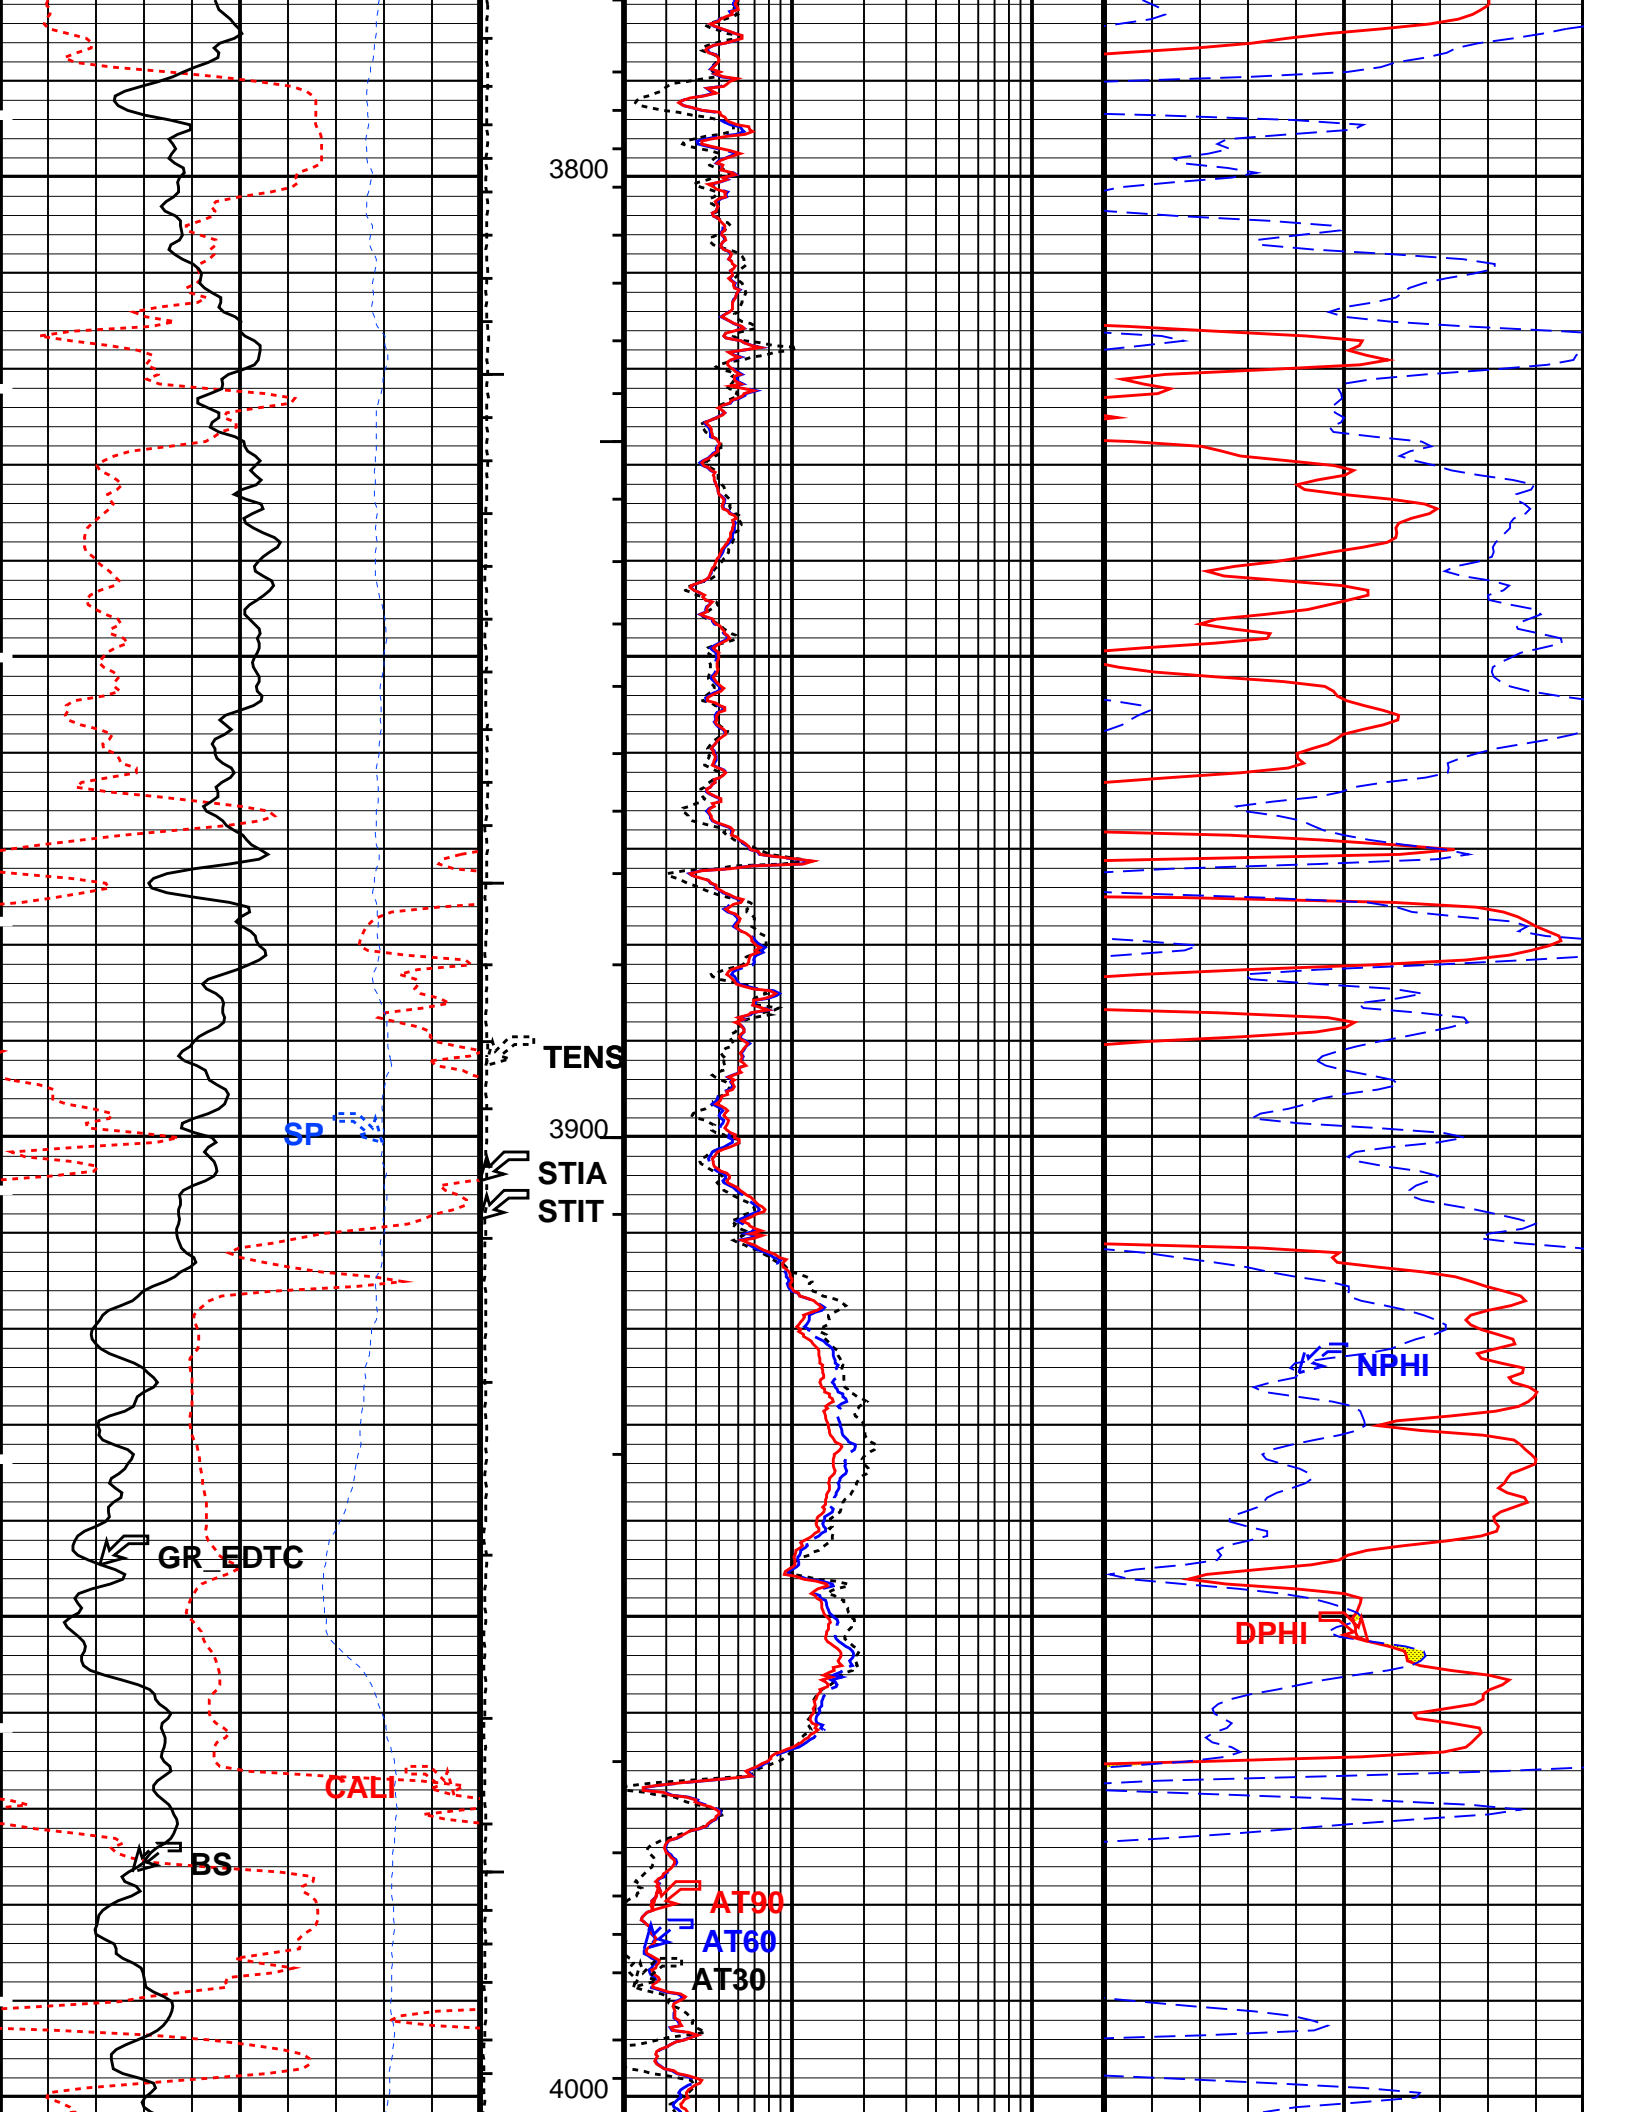 3800
TENS
3900
SP
STIA
STIT
NPHI
GR_EDTC
DPHI
CALI
BS
AT90
AT60
AT30
4000